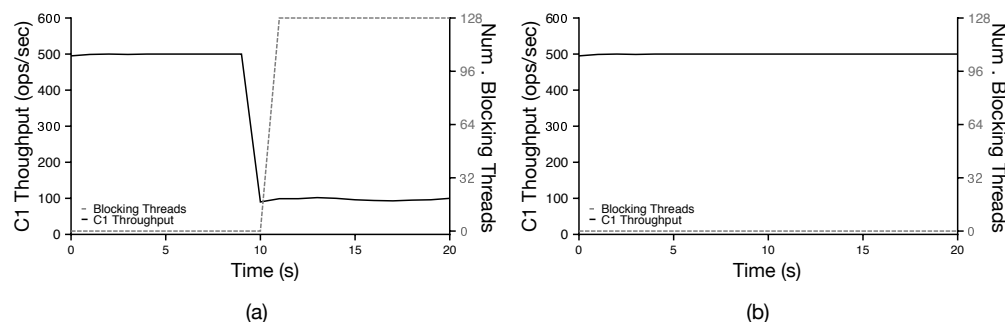 600
500
400
300
200
100
0
C1 Thoughput (ops/sec)
128
96
64
32
0
Num . Blocking Threads
Blocking Threads
C1 Throughput
0 5 10 15 20
Time (s)
(a)
600
500
400
300
200
100
0
C1 Thoughput (ops/sec)
128
96
64
32
0
Num . Blocking Threads
Blocking Threads
C1 Throughput
0 5 10 15 20
Time (s)
(b)